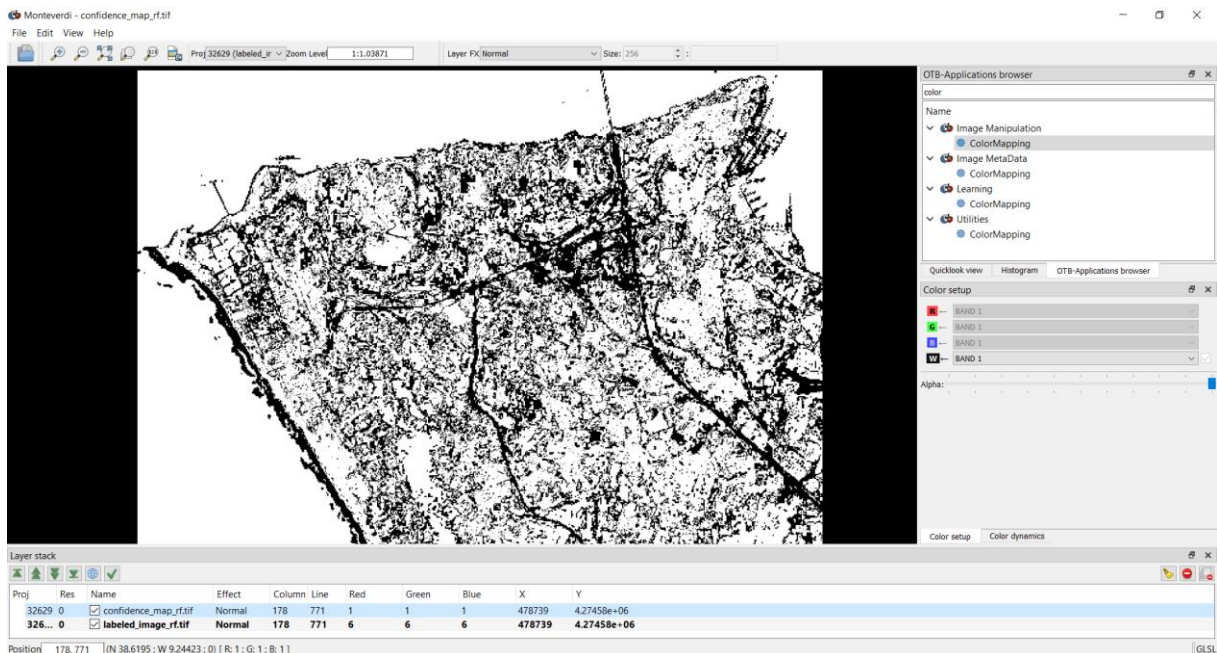 Monteverdi - confidence_map_rf.tif
File Edit View Help
Proj 32629 (labeled_ir Zoom Level 1:1.03871 Layer FX Normal Size: 256 :
OTB-Applications browser
color
Name
Image Manipulation
ColorMapping
Image MetaData
ColorMapping
Learning
ColorMapping
Utilities
ColorMapping
Quicklook view Histogram OTB-Applications browser
Color setup
R BAND 1
G BAND 1
B BAND 1
W BAND 1
Alpha:
Color setup Color dynamics
Layer stack
Proj Res Name Effect Column Line Red Green Blue X Y
32629 0 confidence_map_rf.tif Normal 178 771 1 1 1 478739 4.27458e+06
326... 0 labeled_image_rf.tif Normal 178 771 6 6 6 478739 4.27458e+06
Position 178, 771 (N 38.6195 ; W 9.24423 ; 0) [ R: 1 ; G: 1 ; B: 1 ] GLSL